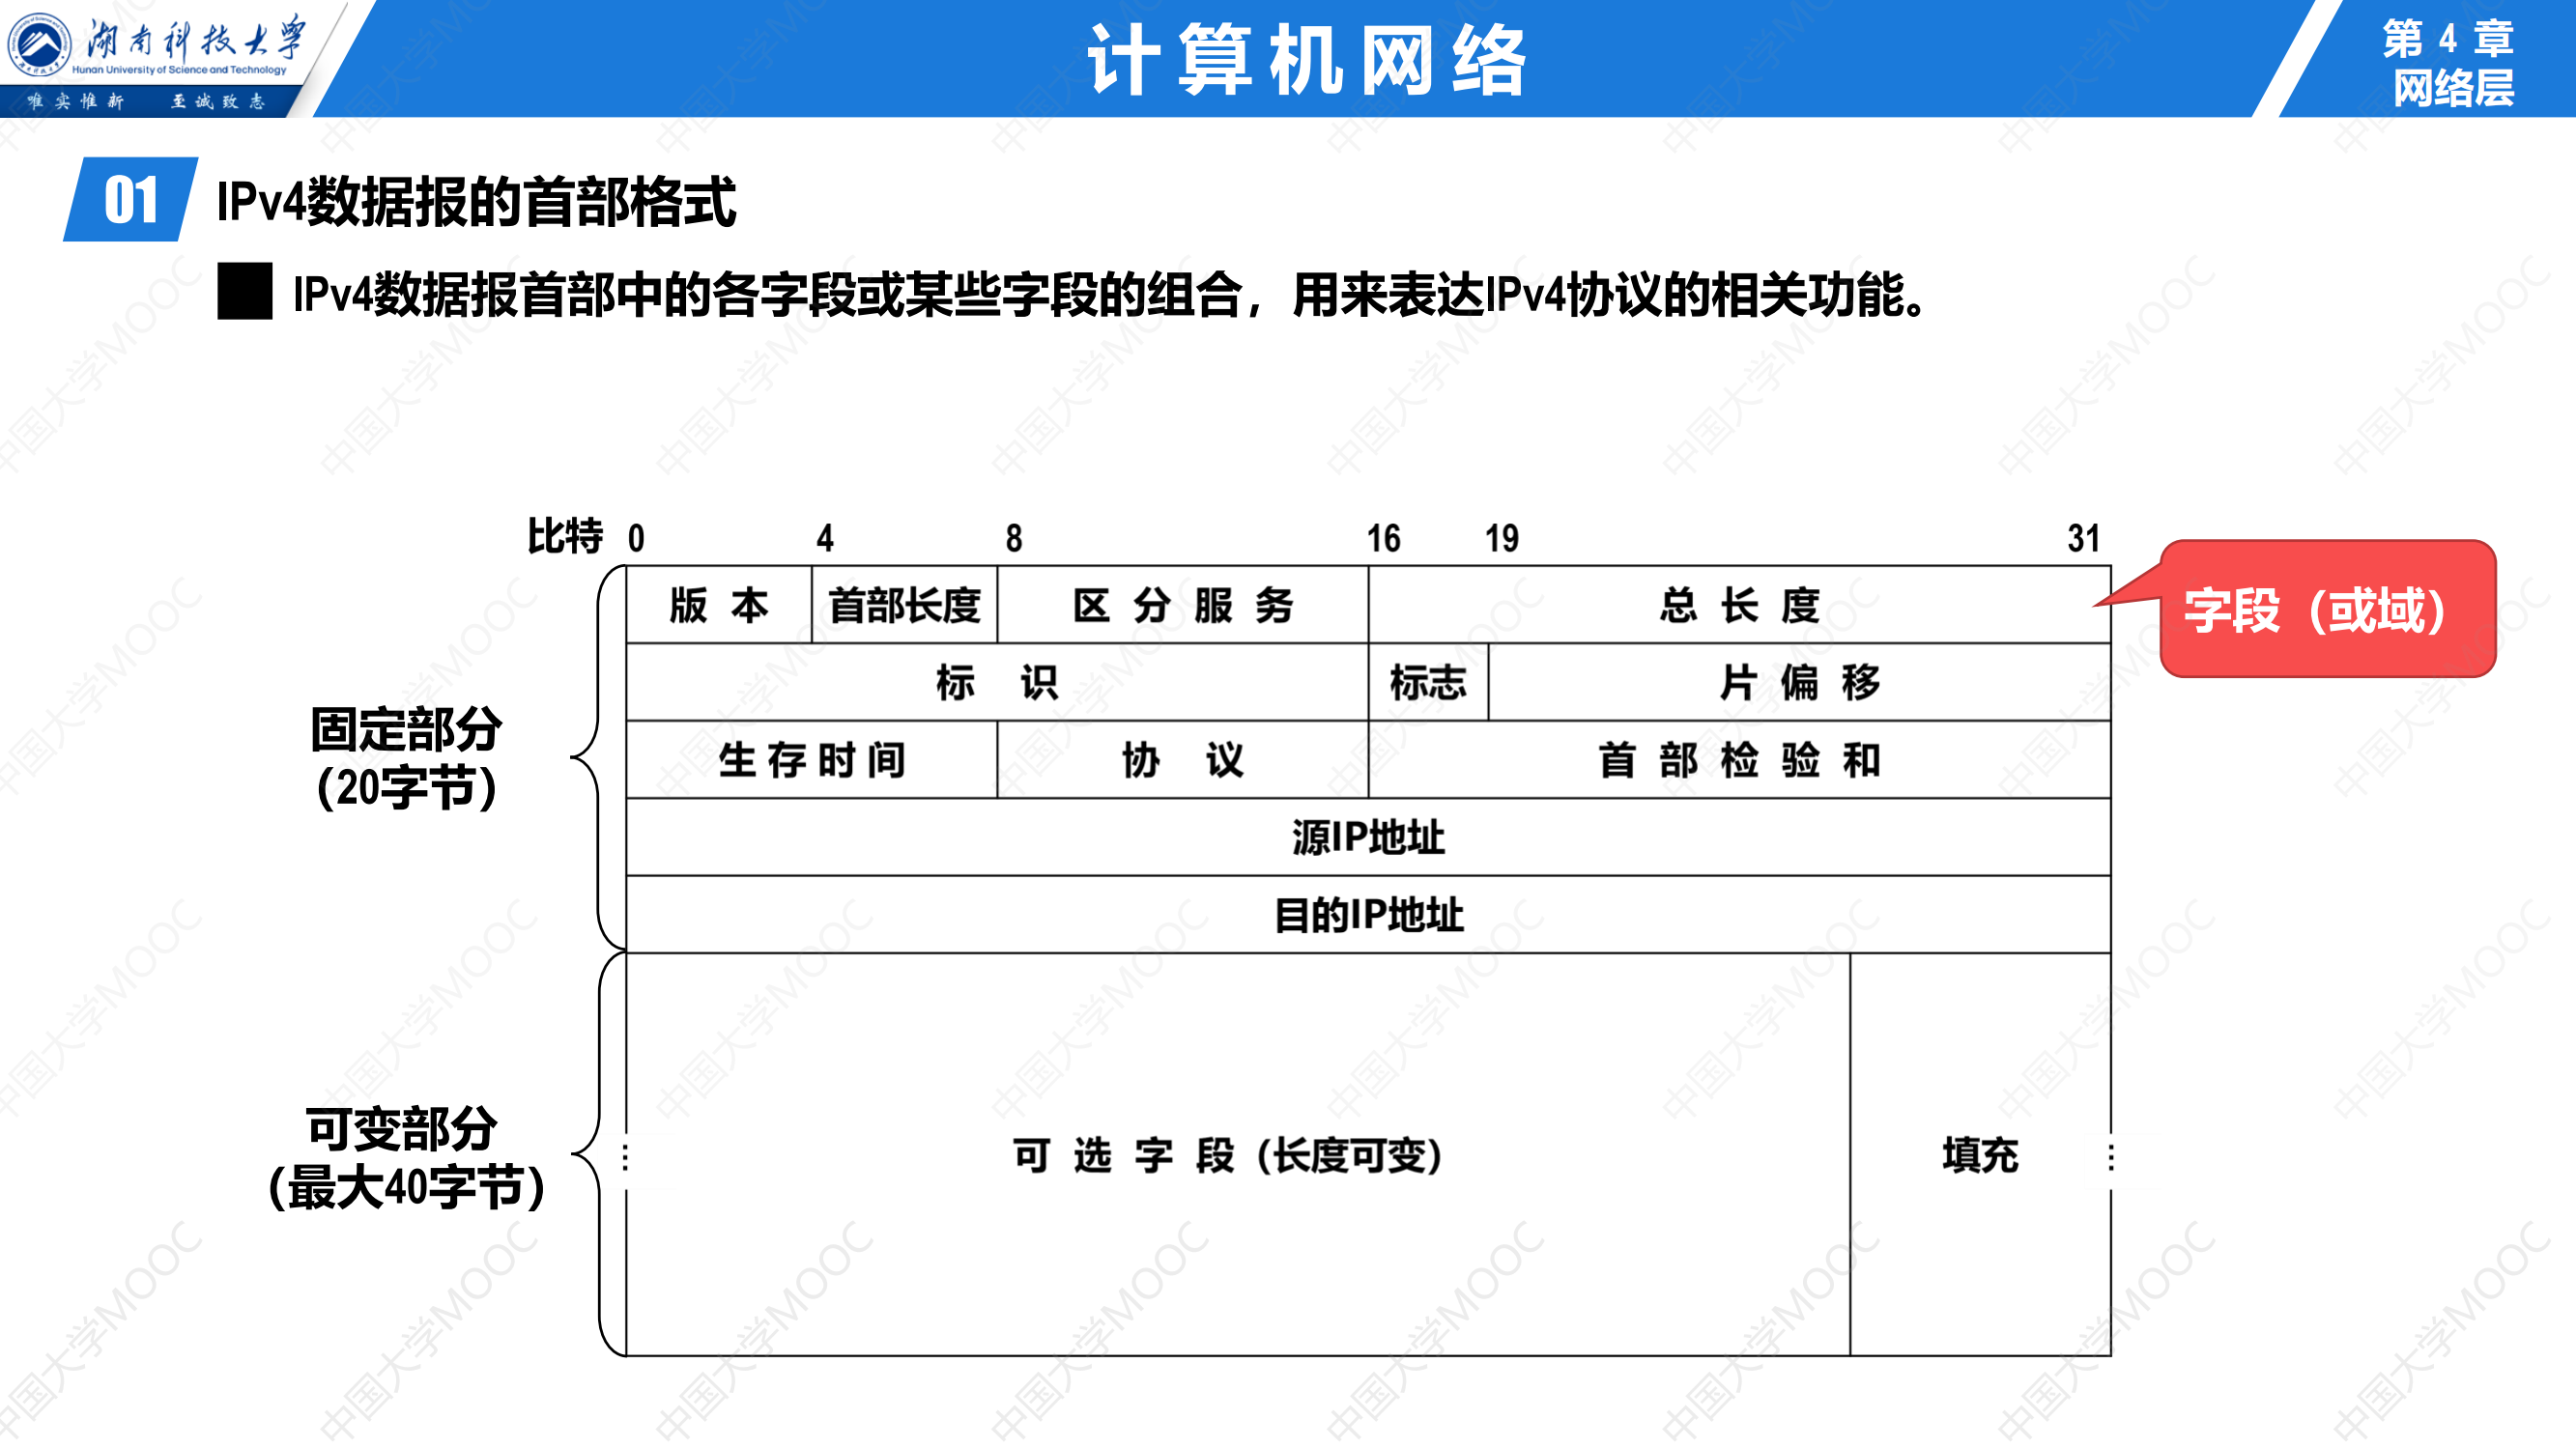 湖南科技大学
Hunan University of Science and Technology
唯实惟新 至诚致志
计算机网络
第 4 章
网络层
01
IPv4数据报的首部格式
IPv4数据报首部中的各字段或某些字段的组合，用来表达IPv4协议的相关功能。
比特 0 4 8 16 19 31
版 本 首部长度 区 分 服 务 总 长 度
字段（或域）
标 识 标志 片 偏 移
生 存 时 间 协 议 首 部 检 验 和
固定部分
（20字节）
源IP地址
目的IP地址
可变部分
（最大40字节）
可 选 字 段（长度可变） 填充
中国大学MOOC